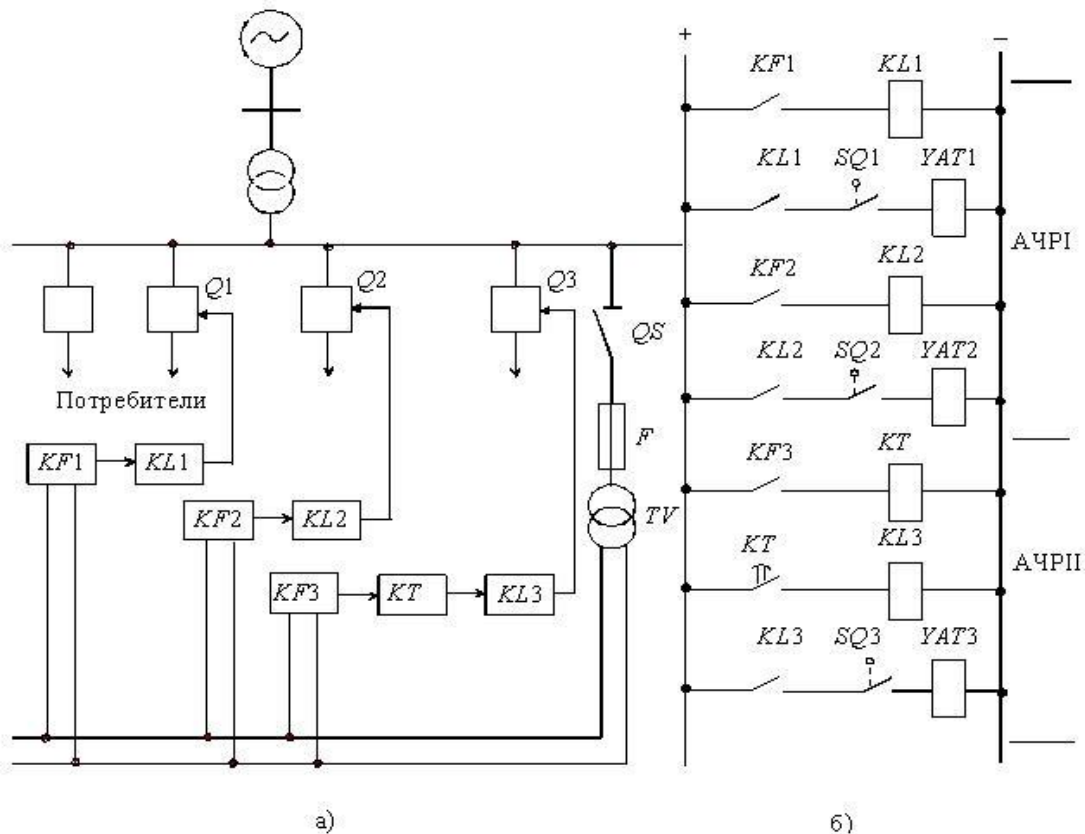 + −
KF1 KL1
KL1 SQ1 YAT1
АЧРI
KF2 KL2
KL2 SQ2 YAT2
KF3 KT
KT KL3
АЧРII
KL3 SQ3 YAT3
Q1 Q2 Q3
QS
Потребители
F
KF1 KL1
TV
KF2 KL2
KF3 KT KL3
а) б)